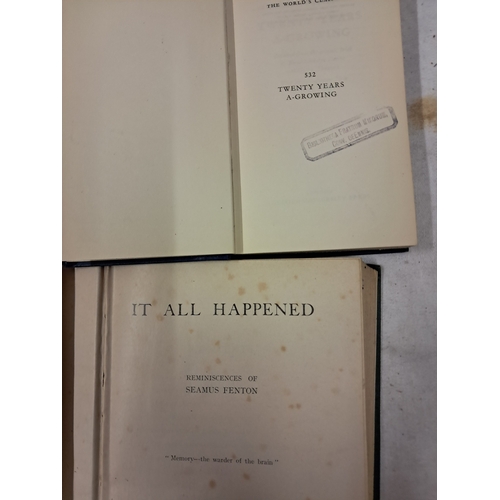 THE WORLD'S
532
TWENTY YEARS
A-GROWING
IT ALL HAPPENED
REMINISCENCES OF
SEAMUS FENTON
"Memory—the warder of the brain"